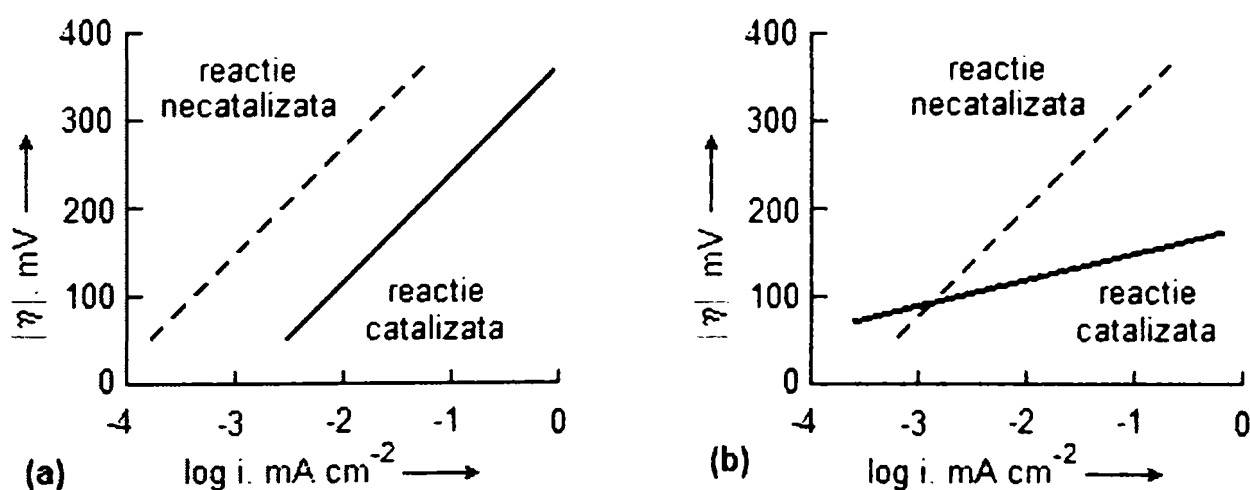 400
300
200
100
0
|η|. mV
reactie
necatalizata
reactie
catalizata
-4
-3
-2
-1
0
(a)
log i. mA cm⁻²
400
300
200
100
0
|η| mV
reactie
necatalizata
reactie
catalizata
-4
-3
-2
-1
0
(b)
log i. mA cm⁻²